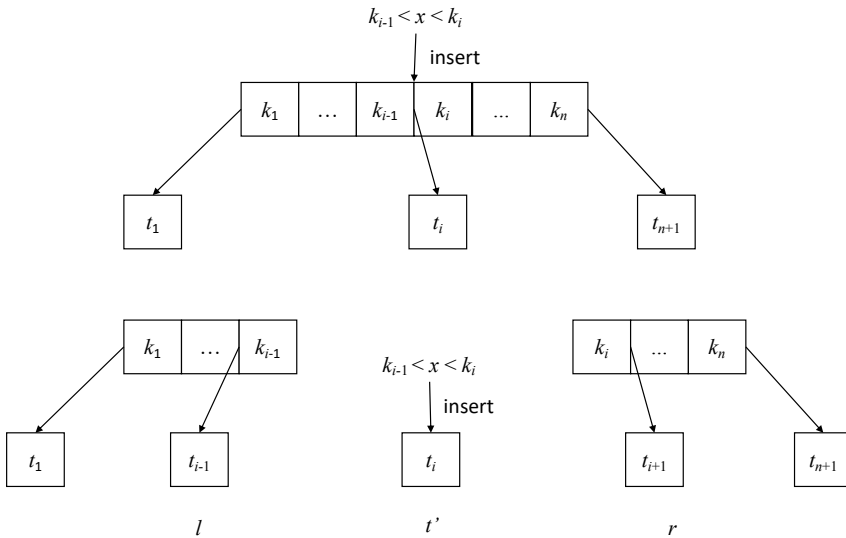 k_{i-1} < x < k_i
insert
k_1 … k_{i-1} k_i ... k_n
t_1 t_i t_{n+1}
k_1 … k_{i-1} k_i ... k_n
k_{i-1} < x < k_i
insert
t_1 t_{i-1} t_i t_{i+1} t_{n+1}
l t’ r